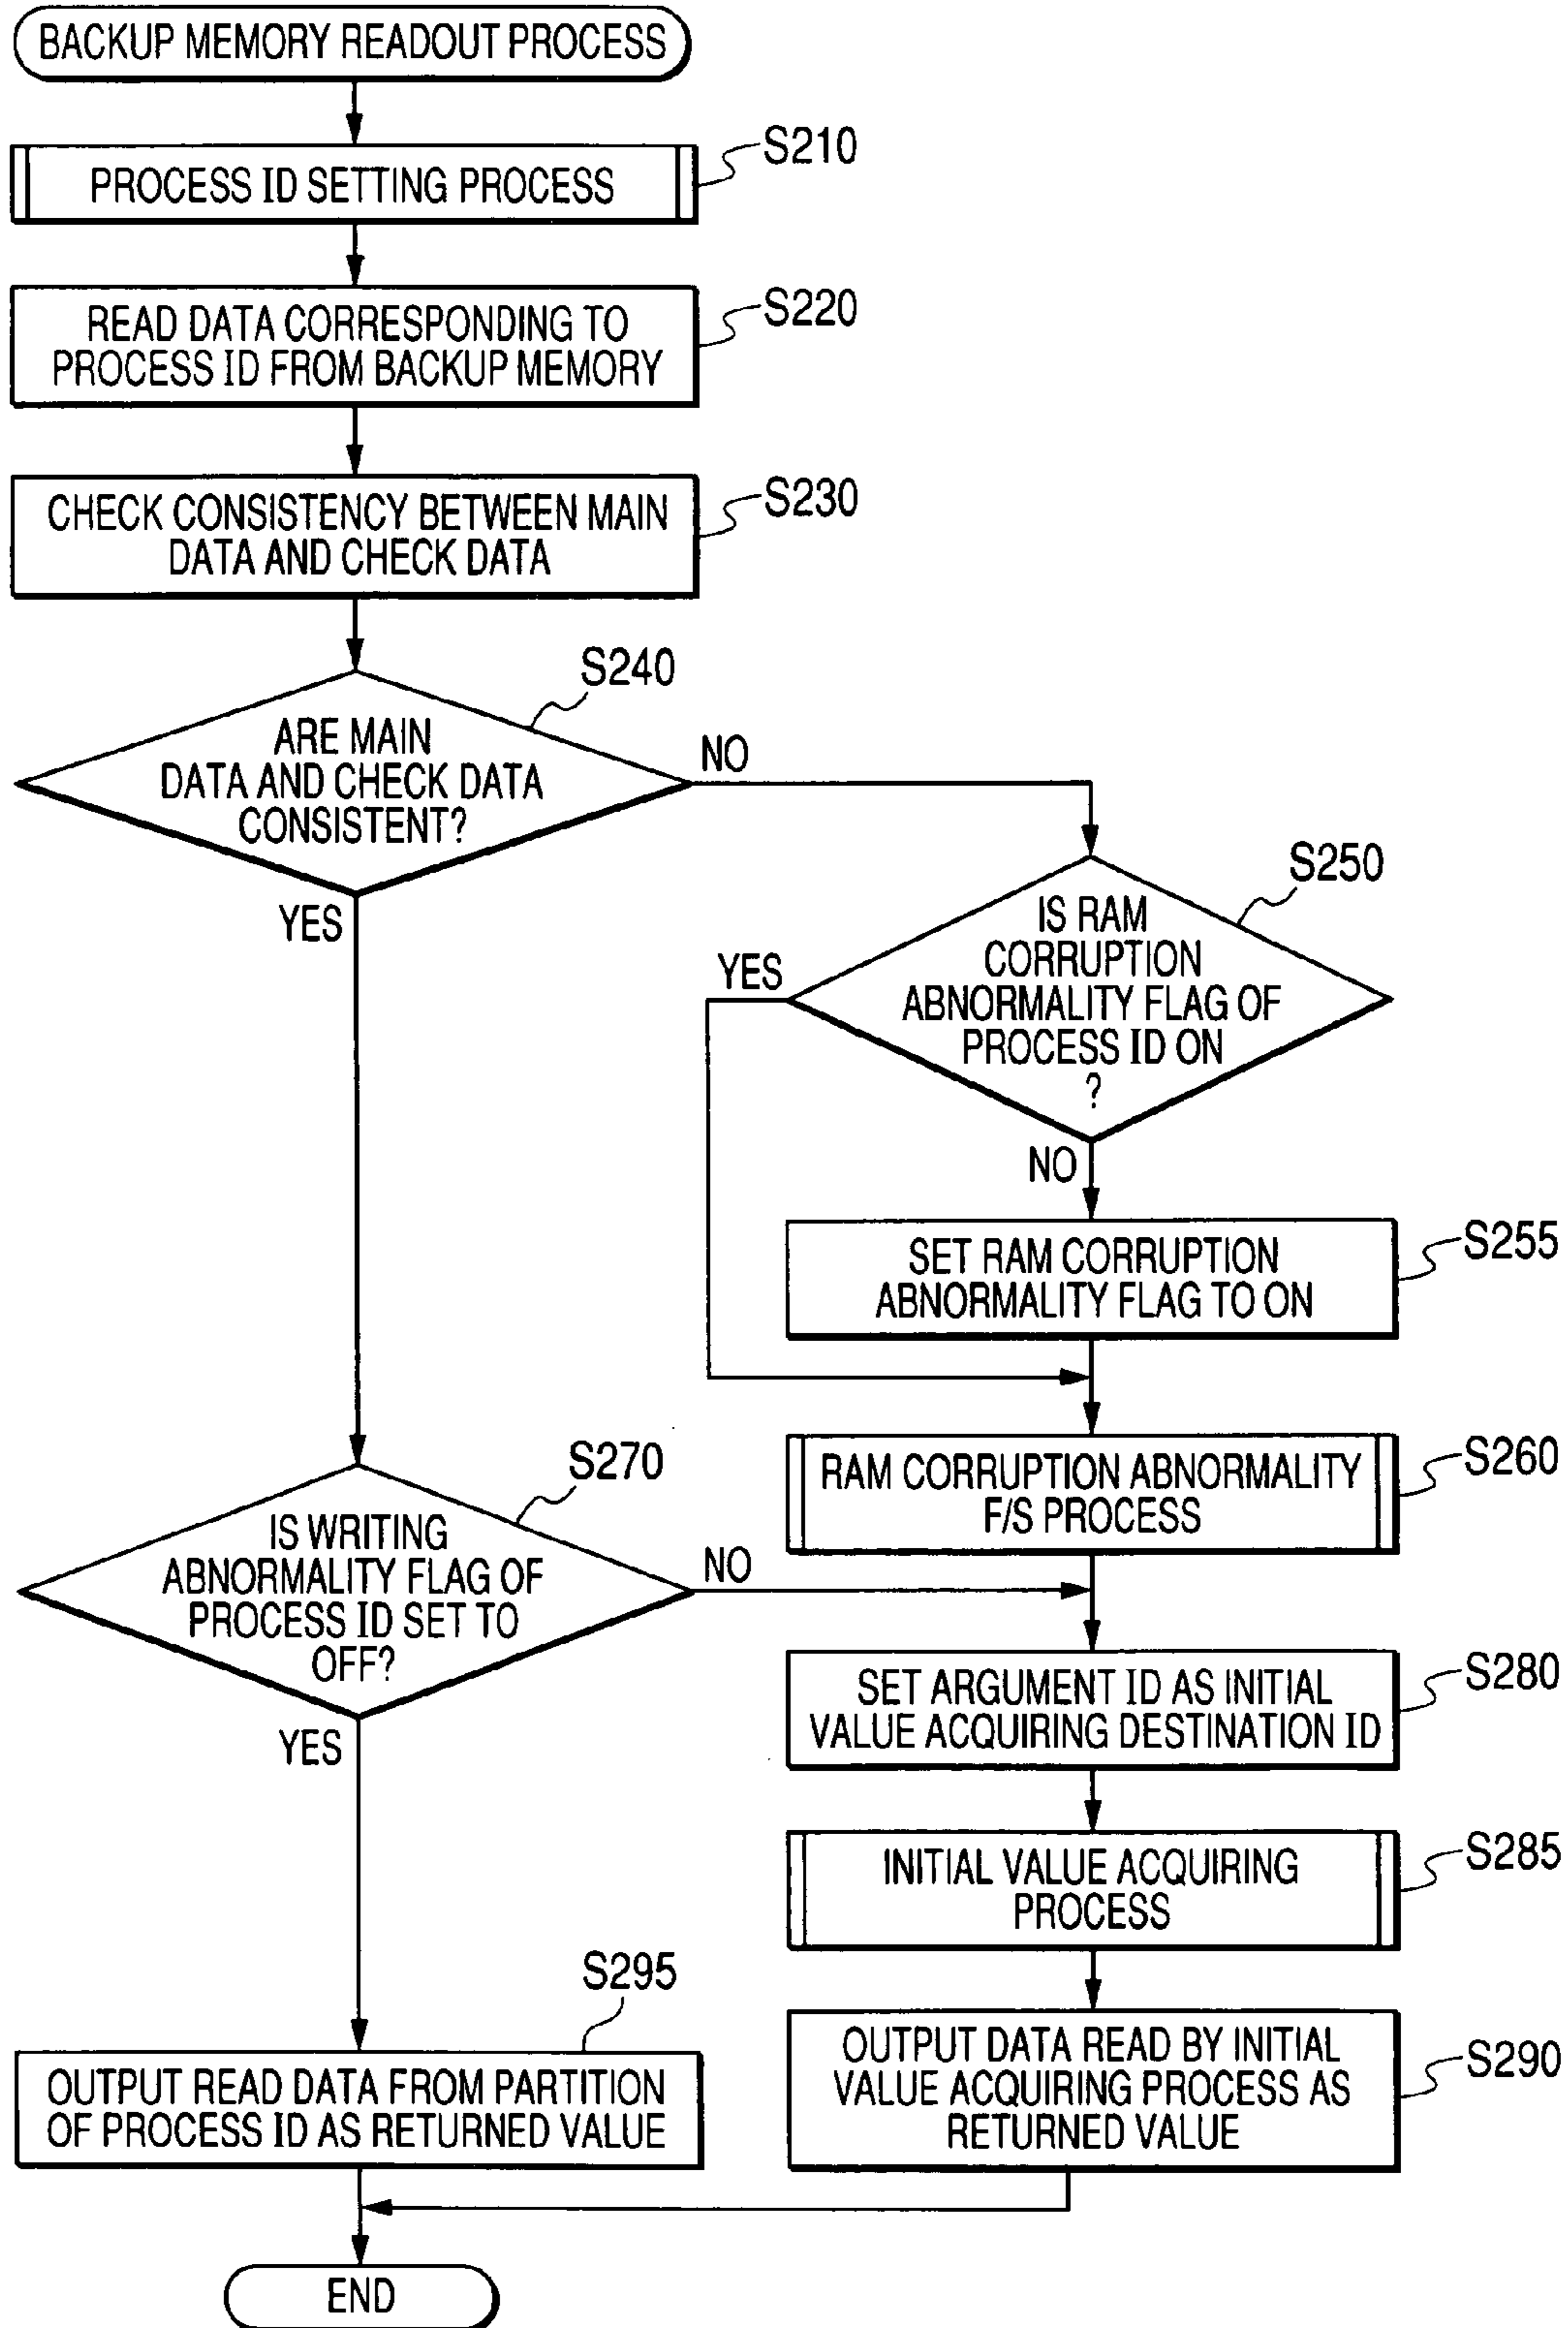 BACKUP MEMORY READOUT PROCESS
S210
PROCESS ID SETTING PROCESS
S220
READ DATA CORRESPONDING TO
PROCESS ID FROM BACKUP MEMORY
S230
CHECK CONSISTENCY BETWEEN MAIN
DATA AND CHECK DATA
S240
ARE MAIN
DATA AND CHECK DATA
CONSISTENT?
NO
YES
S250
IS RAM
CORRUPTION
ABNORMALITY FLAG OF
PROCESS ID ON
?
YES
NO
S255
SET RAM CORRUPTION
ABNORMALITY FLAG TO ON
S260
RAM CORRUPTION ABNORMALITY
F/S PROCESS
S270
IS WRITING
ABNORMALITY FLAG OF
PROCESS ID SET TO
OFF?
NO
YES
S280
SET ARGUMENT ID AS INITIAL
VALUE ACQUIRING DESTINATION ID
S285
INITIAL VALUE ACQUIRING
PROCESS
S290
OUTPUT DATA READ BY INITIAL
VALUE ACQUIRING PROCESS AS
RETURNED VALUE
S295
OUTPUT READ DATA FROM PARTITION
OF PROCESS ID AS RETURNED VALUE
END